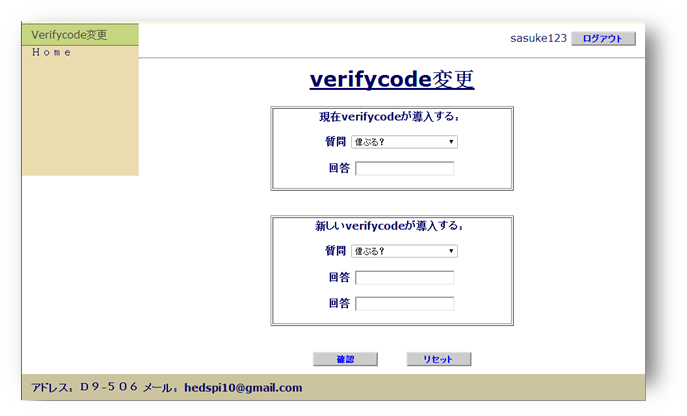 Verifycode変更
Ｈｏｍｅ
sasuke123 ログアウト
verifycode変更
現在verifycodeが導入する：
質問 偉ぶる？
回答
新しいverifycodeが導入する：
質問 偉ぶる？
回答
回答
確認 リセット
アドレス：Ｄ９-５０６ メール：hedspi10@gmail.com